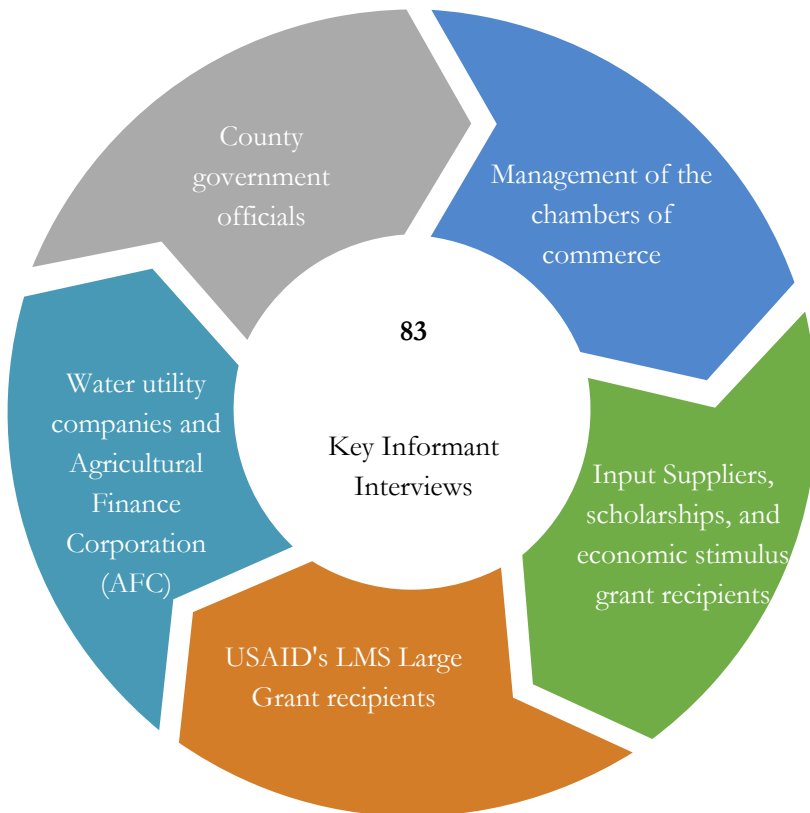 County
government
officials
Management of the
chambers of
commerce
83
Key Informant
Interviews
Water utility
companies and
Agricultural
Finance
Corporation
(AFC)
Input Suppliers,
scholarships, and
economic stimulus
grant recipients
USAID's LMS Large
Grant recipients